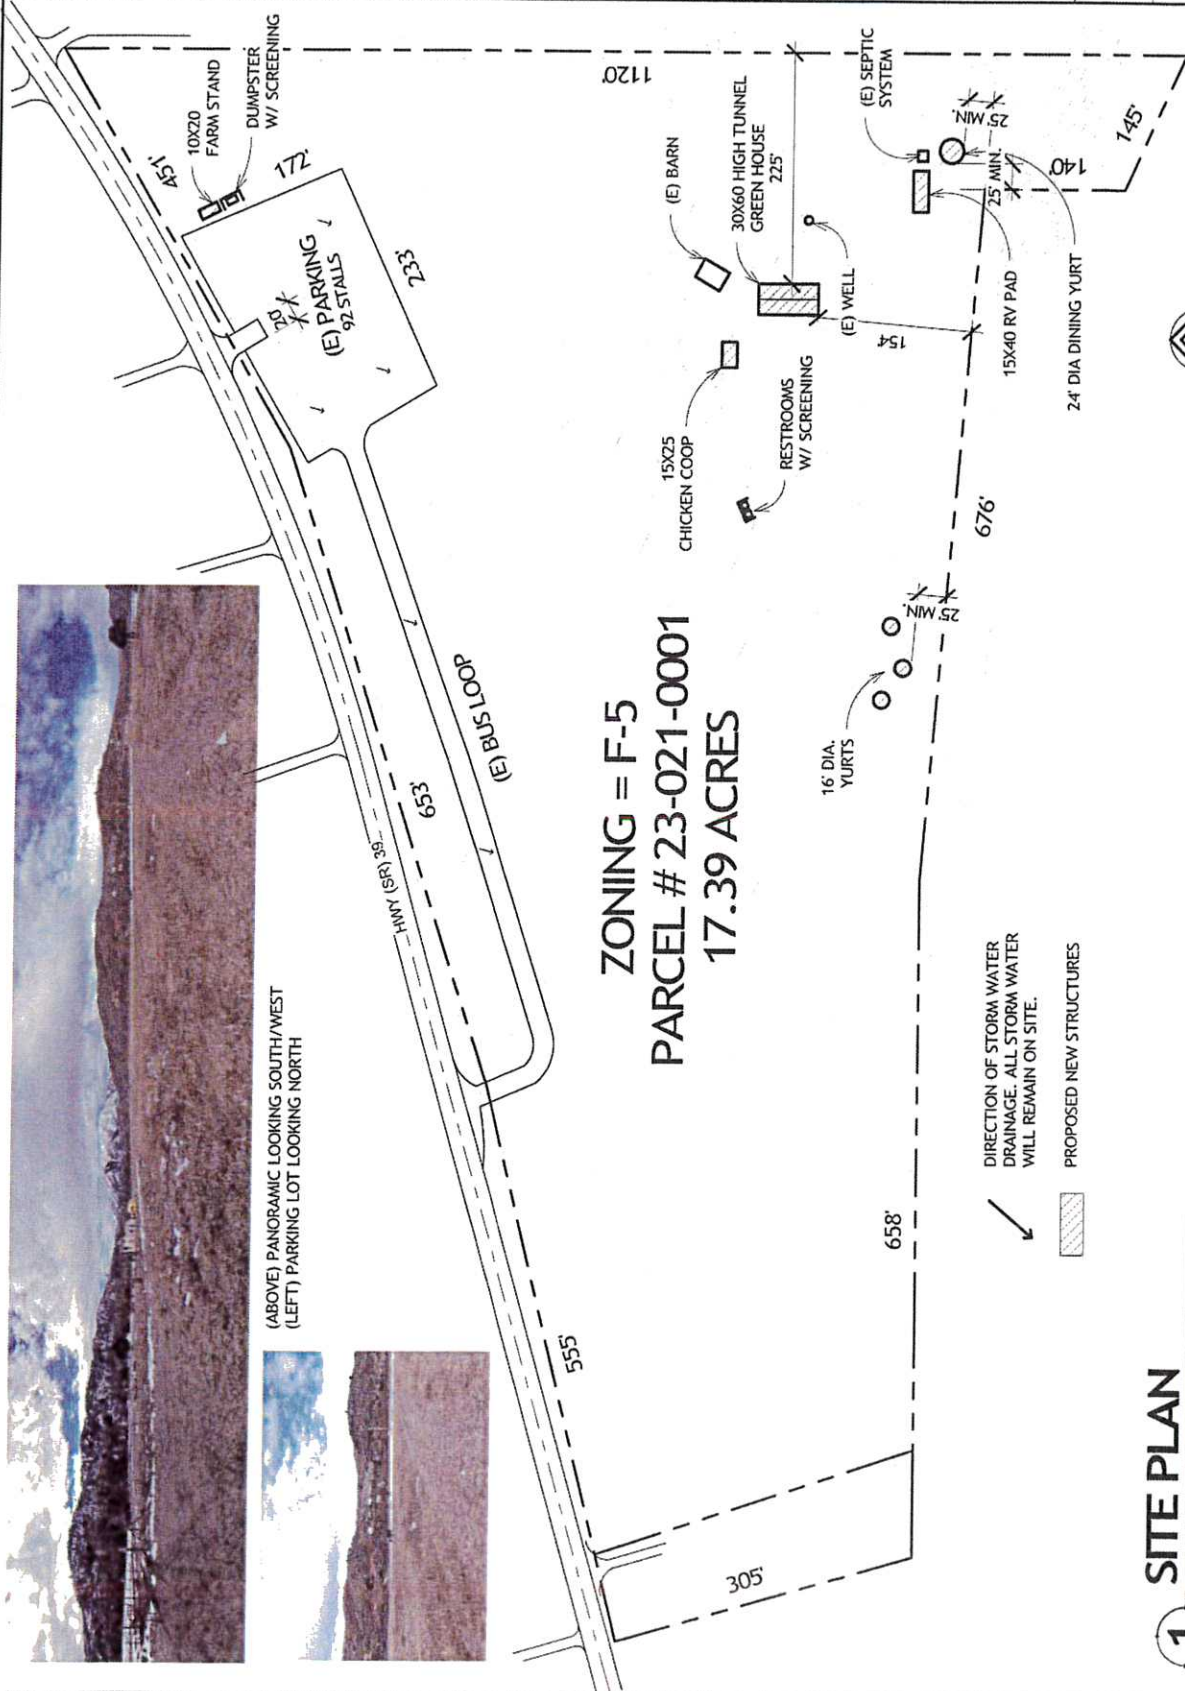 (ABOVE) PANORAMIC LOOKING SOUTH/WEST
(LEFT) PARKING LOT LOOKING NORTH
HWY (SR) 39
451'
10X20
FARM STAND
DUMPSTER
W/ SCREENING
172'
20'
(E) PARKING
92 STALLS
233'
653'
(E) BUS LOOP
555'
305'
1120'
ZONING = F-5
PARCEL # 23-021-0001
17.39 ACRES
(E) BARN
30X60 HIGH TUNNEL
GREEN HOUSE
225'
15X25
CHICKEN COOP
RESTROOMS
W/ SCREENING
(E) WELL
154'
(E) SEPTIC
SYSTEM
25' MIN.
25' MIN.
140'
145'
15X40 RV PAD
24' DIA DINING YURT
676'
16' DIA.
YURTS
25' MIN.
658'
DIRECTION OF STORM WATER
DRAINAGE. ALL STORM WATER
WILL REMAIN ON SITE.
PROPOSED NEW STRUCTURES
1
SITE PLAN